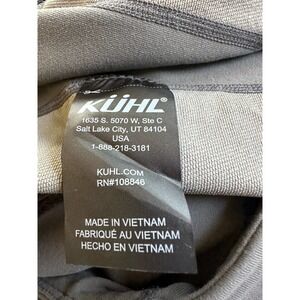 KÜHL
1635 S. 5070 W, Ste C
Salt Lake City, UT 84104
USA
1-888-218-3181
KUHL.COM
RN#108846
MADE IN VIETNAM
FABRIQUÉ AU VIETNAM
HECHO EN VIETNAM